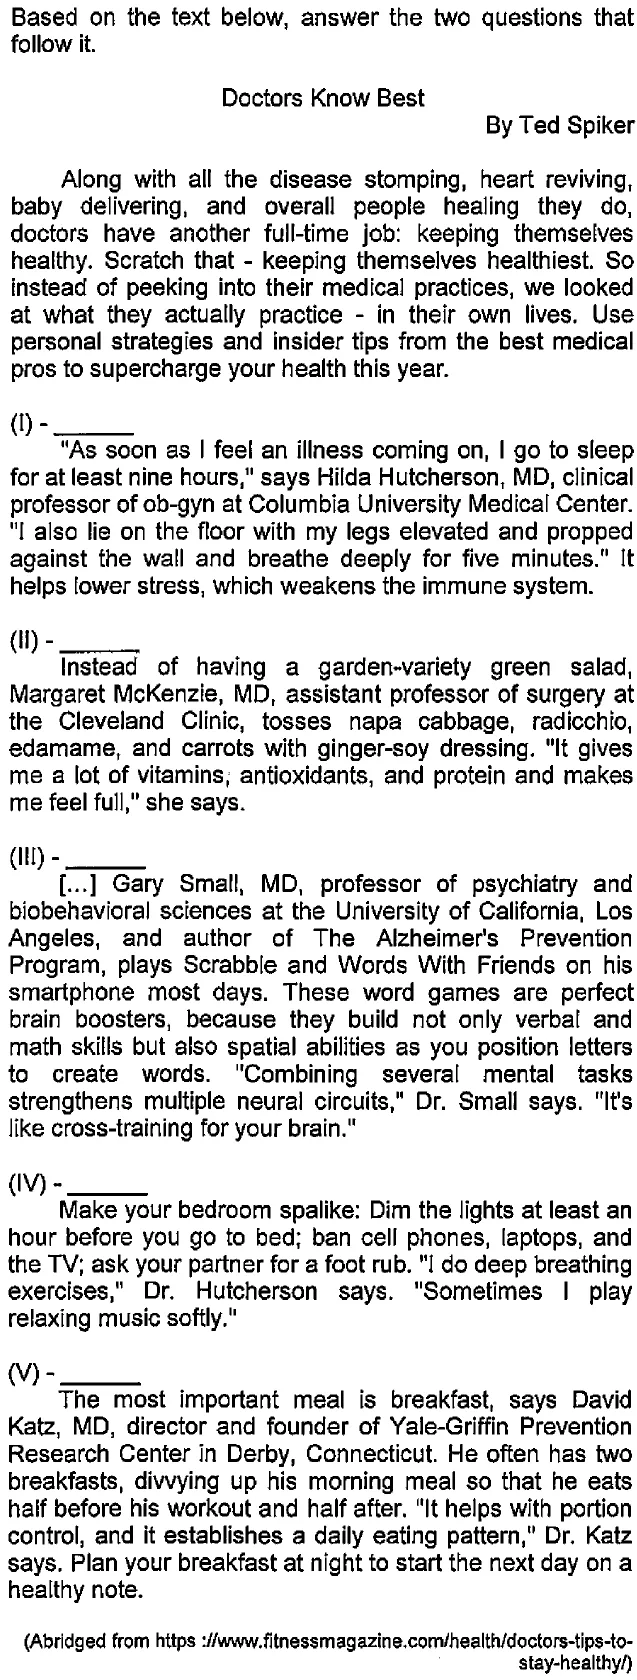 Based on the text below, answer the two questions that
follow it.
Doctors Know Best
By Ted Spiker
Along with all the disease stomping, heart reviving,
baby delivering, and overall people healing they do,
doctors have another full-time job: keeping themselves
healthy. Scratch that - keeping themselves healthiest. So
instead of peeking into their medical practices, we looked
at what they actually practice - in their own lives. Use
personal strategies and insider tips from the best medical
pros to supercharge your health this year.
(I) - ______
"As soon as I feel an illness coming on, I go to sleep
for at least nine hours," says Hilda Hutcherson, MD, clinical
professor of ob-gyn at Columbia University Medical Center.
"I also lie on the floor with my legs elevated and propped
against the wall and breathe deeply for five minutes." It
helps lower stress, which weakens the immune system.
(II) - ______
Instead of having a garden-variety green salad,
Margaret McKenzie, MD, assistant professor of surgery at
the Cleveland Clinic, tosses napa cabbage, radicchio,
edamame, and carrots with ginger-soy dressing. "It gives
me a lot of vitamins, antioxidants, and protein and makes
me feel full," she says.
(III) - ______
[...] Gary Small, MD, professor of psychiatry and
biobehavioral sciences at the University of California, Los
Angeles, and author of The Alzheimer's Prevention
Program, plays Scrabble and Words With Friends on his
smartphone most days. These word games are perfect
brain boosters, because they build not only verbal and
math skills but also spatial abilities as you position letters
to create words. "Combining several mental tasks
strengthens multiple neural circuits," Dr. Small says. "It's
like cross-training for your brain."
(IV) - ______
Make your bedroom spalike: Dim the lights at least an
hour before you go to bed; ban cell phones, laptops, and
the TV; ask your partner for a foot rub. "I do deep breathing
exercises," Dr. Hutcherson says. "Sometimes I play
relaxing music softly."
(V) - ______
The most important meal is breakfast, says David
Katz, MD, director and founder of Yale-Griffin Prevention
Research Center in Derby, Connecticut. He often has two
breakfasts, divvying up his morning meal so that he eats
half before his workout and half after. "It helps with portion
control, and it establishes a daily eating pattern," Dr. Katz
says. Plan your breakfast at night to start the next day on a
healthy note.
(Abridged from https ://www.fitnessmagazine.com/health/doctors-tips-to-
stay-healthy/)